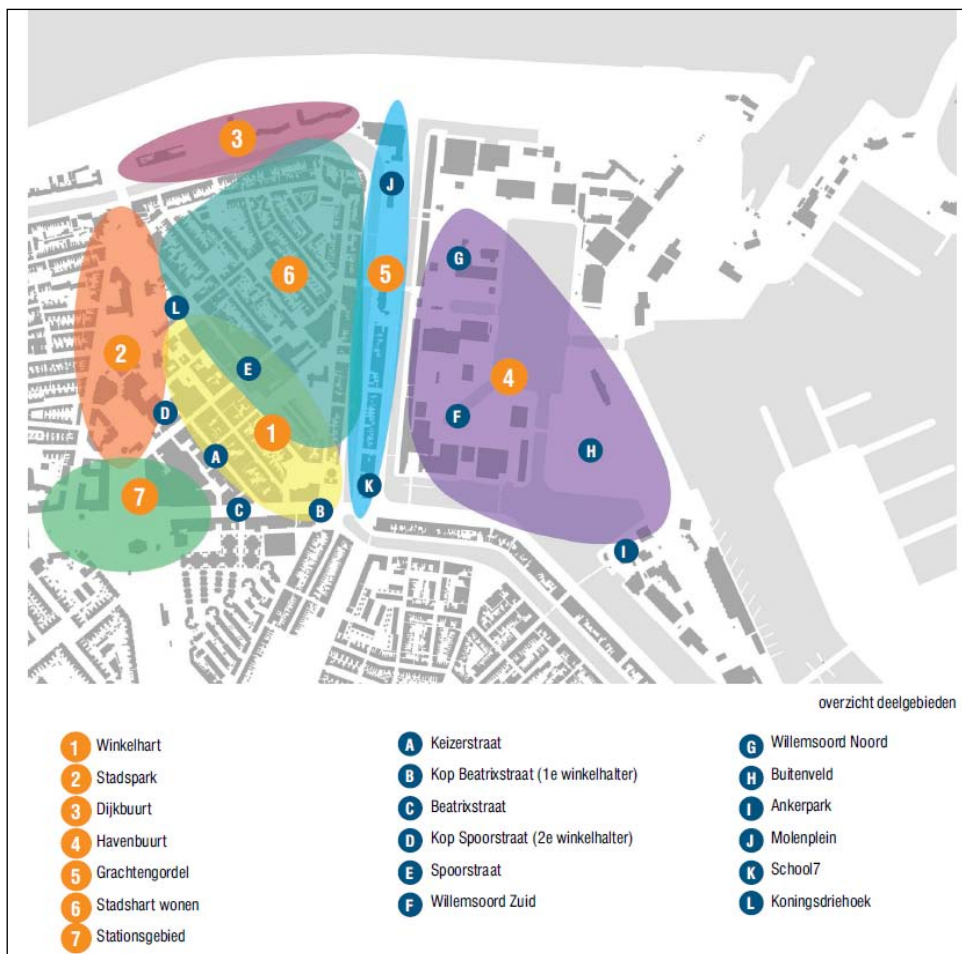 3
J
G
6
5
L
2
E
4
D
F
1
A
H
K
7
C
B
I
overzicht deelgebieden
1 Winkelhart
2 Stadspark
3 Dijkbuurt
4 Havenbuurt
5 Grachtengordel
6 Stadshart wonen
7 Stationsgebied
A Keizerstraat
B Kop Beatrixstraat (1e winkelhalter)
C Beatrixstraat
D Kop Spoorstraat (2e winkelhalter)
E Spoorstraat
F Willemsoord Zuid
G Willemsoord Noord
H Buitenveld
I Ankerpark
J Molenplein
K School7
L Koningsdriehoek